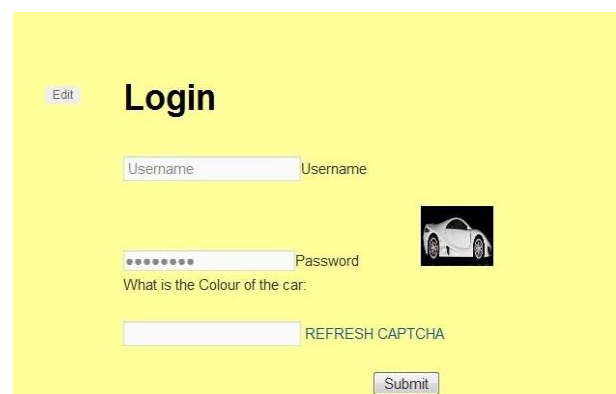 Edit
Login
Username Username
Password
What is the Colour of the car:
REFRESH CAPTCHA
Submit